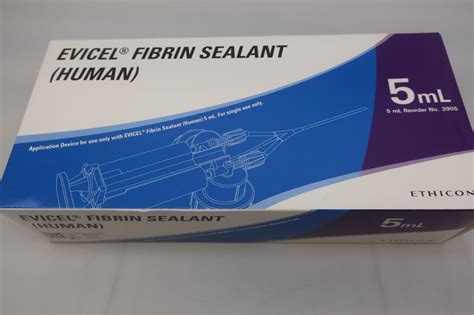 EVICEL® FIBRIN SEALANT
(HUMAN)
5mL
5 mL Reorder No. 3905
Application Device for use only with EVICEL® Fibrin Sealant (Human) 5 mL. For single use only.
ETHICON
EVICEL® FIBRIN SEALANT
(HUMAN)
5mL